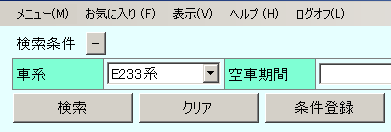 メニュー(M) お気に入り(F) 表示(V) ヘルプ(H) ログオフ(L)
検索条件 －
車系 E233系 空車期間
検索 クリア 条件登録